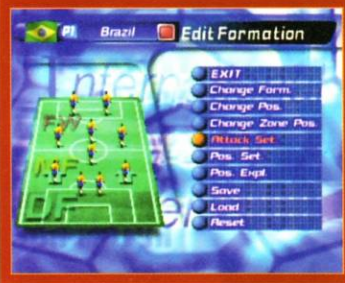 P1 Brazil Edit Formation
EXIT
Change Form.
Change Pos.
Change Zone Pos.
Attack Set.
Pos. Set.
Pos. Expl.
Save
Load
Reset
FW
MF
DF